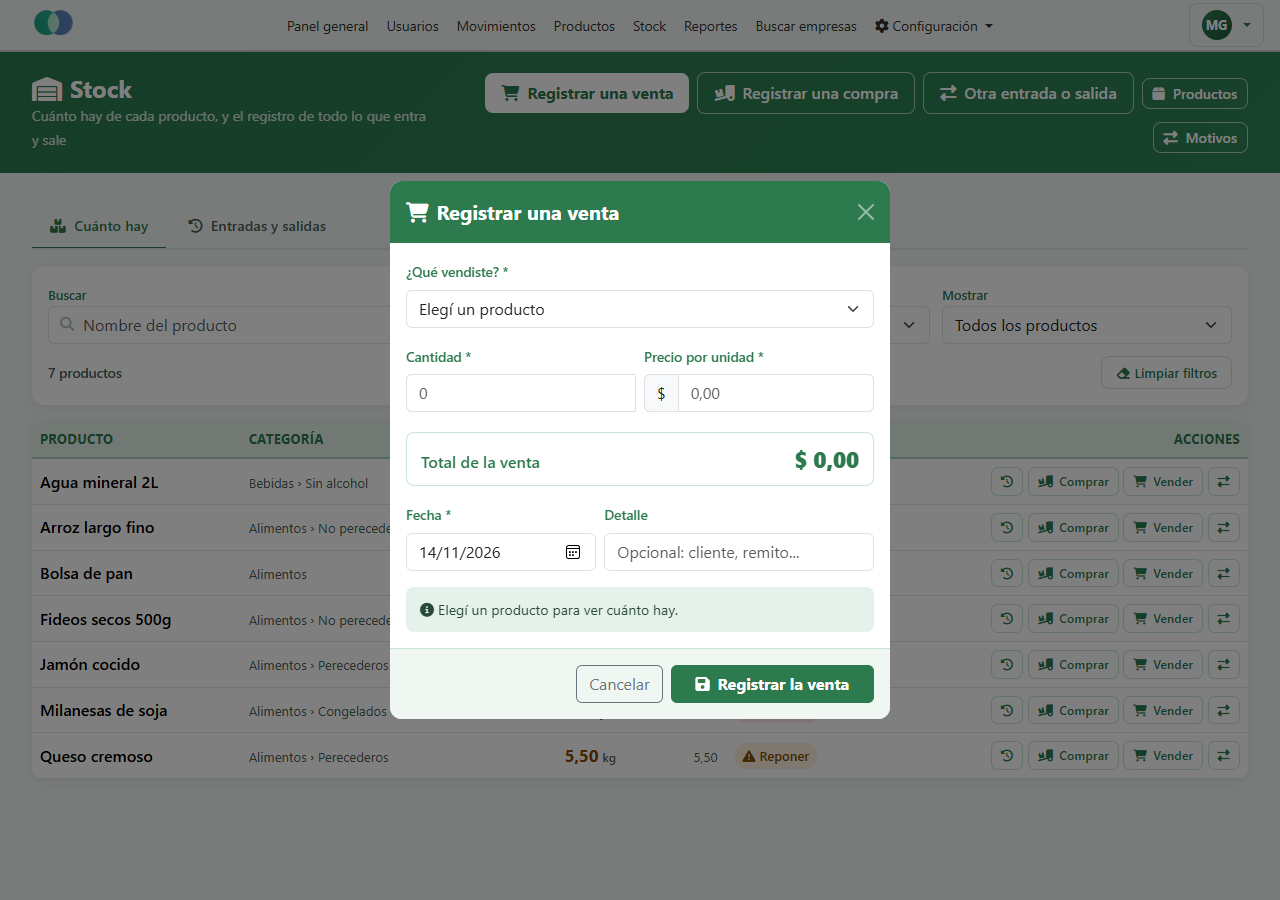 Panel general Usuarios Movimientos Productos Stock Reportes Buscar empresas Configuración MG
Stock
Cuánto hay de cada producto, y el registro de todo lo que entra
y sale
Registrar una venta Registrar una compra Otra entrada o salida Productos
Motivos
Cuánto hay Entradas y salidas
Buscar
Nombre del producto
Mostrar
Todos los productos
7 productos
Limpiar filtros
PRODUCTO CATEGORÍA ACCIONES
Agua mineral 2L Bebidas › Sin alcohol Comprar Vender
Arroz largo fino Alimentos › No perecede Comprar Vender
Bolsa de pan Alimentos Comprar Vender
Fideos secos 500g Alimentos › No perecede Comprar Vender
Jamón cocido Alimentos › Perecederos Comprar Vender
Milanesas de soja Alimentos › Congelados Comprar Vender
Queso cremoso Alimentos › Perecederos 5,50 kg 5,50 Reponer Comprar Vender
Registrar una venta
¿Qué vendiste? *
Elegí un producto
Cantidad * Precio por unidad *
0 $ 0,00
Total de la venta $ 0,00
Fecha * Detalle
14/11/2026 Opcional: cliente, remito...
Elegí un producto para ver cuánto hay.
Cancelar Registrar la venta